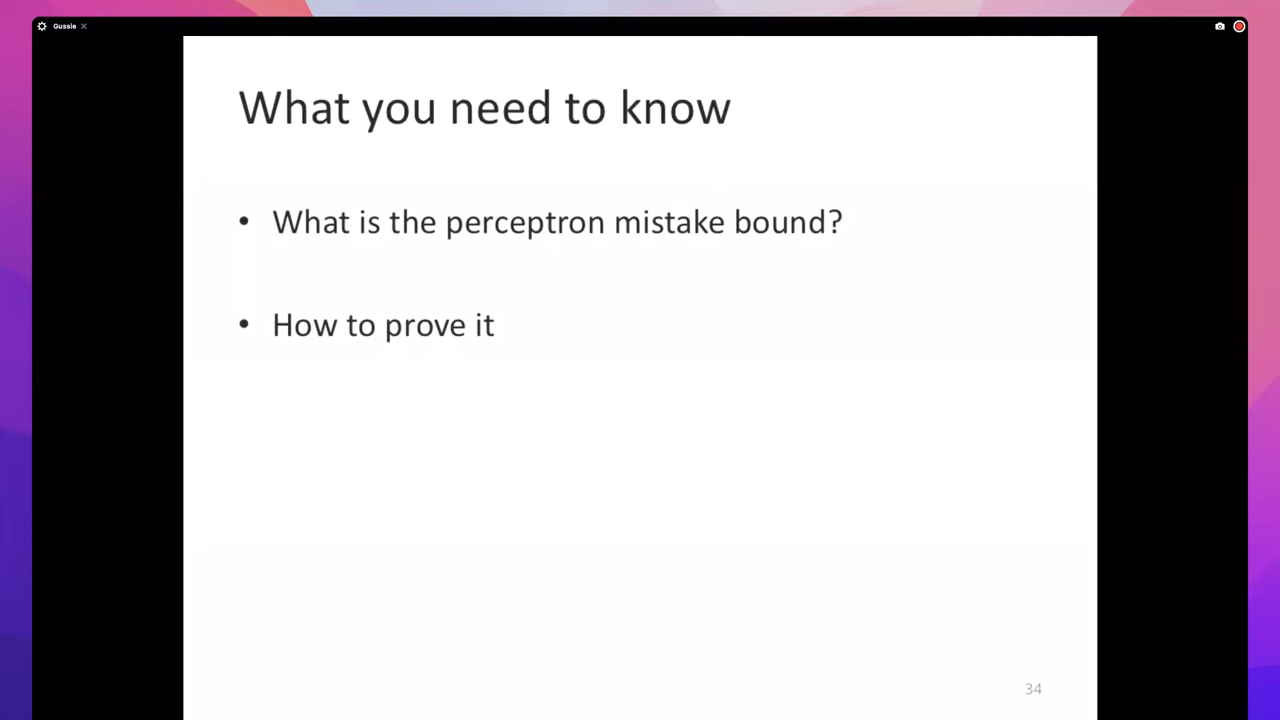 Gussie
What you need to know
• What is the perceptron mistake bound?
• How to prove it
34